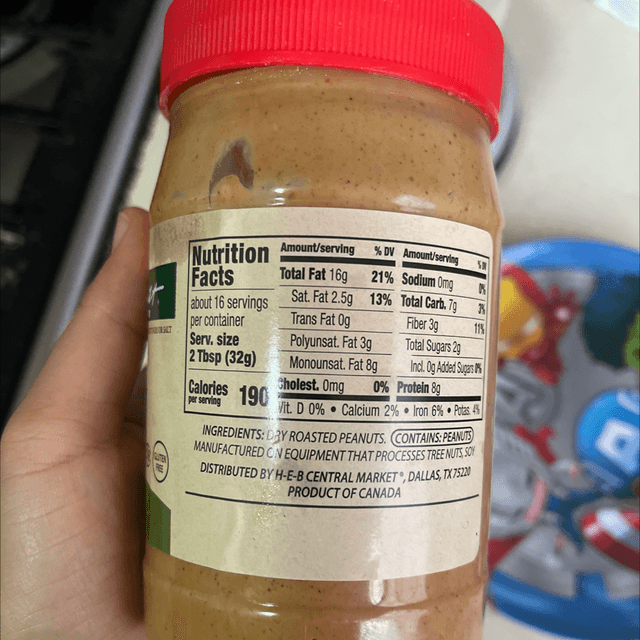 Nutrition
Facts
about 16 servings
per container
Serv. size
2 Tbsp (32g)
Calories 190
per serving
Amount/serving % DV
Total Fat 16g 21%
Sat. Fat 2.5g 13%
Trans Fat 0g
Polyunsat. Fat 3g
Monounsat. Fat 8g
Cholest. 0mg 0%
Amount/serving % DV
Sodium 0mg 0%
Total Carb. 7g 3%
Fiber 3g 11%
Total Sugars 2g
Incl. 0g Added Sugars 0%
Protein 8g
Vit. D 0% • Calcium 2% • Iron 6% • Potas. 4%
INGREDIENTS: DRY ROASTED PEANUTS. CONTAINS: PEANUTS
MANUFACTURED ON EQUIPMENT THAT PROCESSES TREE NUTS, SOY
DISTRIBUTED BY H-E-B CENTRAL MARKET®, DALLAS, TX 75220
PRODUCT OF CANADA
GLUTEN
FREE